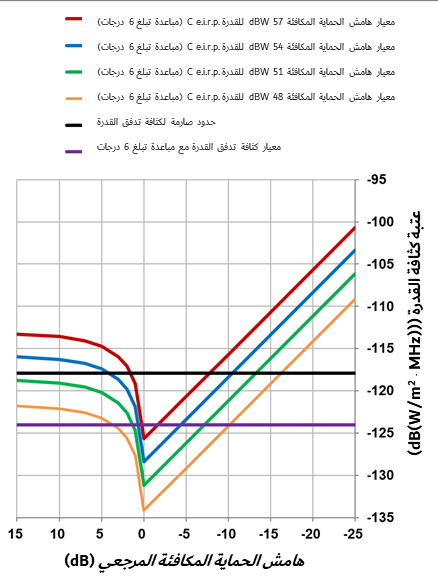 معيار هامش الحماية المكافئة 57 dBW للقدرة .C e.i.r.p (مباعدة تبلغ 6 درجات)
معيار هامش الحماية المكافئة 54 dBW للقدرة .C e.i.r.p (مباعدة تبلغ 6 درجات)
معيار هامش الحماية المكافئة 51 dBW للقدرة .C e.i.r.p (مباعدة تبلغ 6 درجات)
معيار هامش الحماية المكافئة 48 dBW للقدرة .C e.i.r.p (مباعدة تبلغ 6 درجات)
حدود صارمة لكثافة تدفق القدرة
معيار كثافة تدفق القدرة مع مباعدة تبلغ 6 درجات
-95
-100
-105
-110
-115
-120
-125
-130
-135
عتبة كثافة القدرة (((dB(W/m² · MHz)
15 10 5 0 -5 -10 -15 -20 -25
هامش الحماية المكافئة المرجعي (dB)